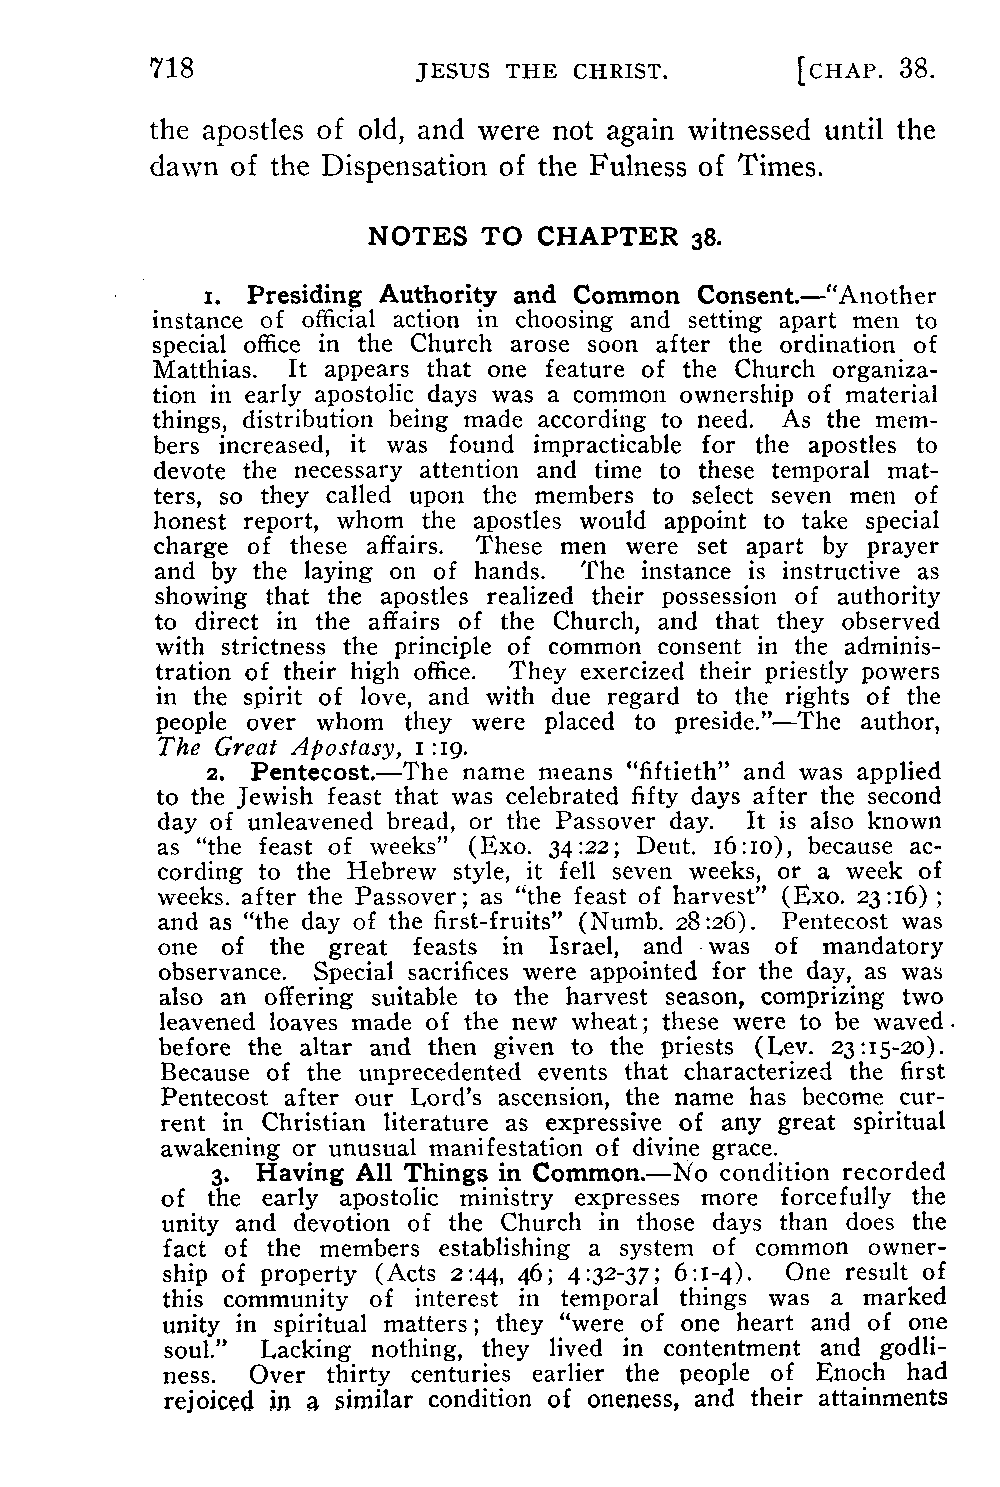 718 JESUS THE CHRIST. [CHAP. 38.
the apostles of old, and were not again witnessed until the
dawn of the Dispensation of the Fulness of Times.
NOTES TO CHAPTER 38.
1. Presiding Authority and Common Consent.—"Another
instance of official action in choosing and setting apart men to
special office in the Church arose soon after the ordination of
Matthias. It appears that one feature of the Church organiza-
tion in early apostolic days was a common ownership of material
things, distribution being made according to need. As the mem-
bers increased, it was found impracticable for the apostles to
devote the necessary attention and time to these temporal mat-
ters, so they called upon the members to select seven men of
honest report, whom the apostles would appoint to take special
charge of these affairs. These men were set apart by prayer
and by the laying on of hands. The instance is instructive as
showing that the apostles realized their possession of authority
to direct in the affairs of the Church, and that they observed
with strictness the principle of common consent in the adminis-
tration of their high office. They exercized their priestly powers
in the spirit of love, and with due regard to the rights of the
people over whom they were placed to preside."—The author,
The Great Apostasy, 1:19.
2. Pentecost.—The name means "fiftieth" and was applied
to the Jewish feast that was celebrated fifty days after the second
day of unleavened bread, or the Passover day. It is also known
as "the feast of weeks" (Exo. 34:22; Deut. 16:10), because ac-
cording to the Hebrew style, it fell seven weeks, or a week of
weeks. after the Passover; as "the feast of harvest" (Exo. 23:16);
and as "the day of the first-fruits" (Numb. 28:26). Pentecost was
one of the great feasts in Israel, and was of mandatory
observance. Special sacrifices were appointed for the day, as was
also an offering suitable to the harvest season, comprizing two
leavened loaves made of the new wheat; these were to be waved
before the altar and then given to the priests (Lev. 23:15-20).
Because of the unprecedented events that characterized the first
Pentecost after our Lord's ascension, the name has become cur-
rent in Christian literature as expressive of any great spiritual
awakening or unusual manifestation of divine grace.
3. Having All Things in Common.—No condition recorded
of the early apostolic ministry expresses more forcefully the
unity and devotion of the Church in those days than does the
fact of the members establishing a system of common owner-
ship of property (Acts 2:44, 46; 4:32-37; 6:1-4). One result of
this community of interest in temporal things was a marked
unity in spiritual matters; they "were of one heart and of one
soul." Lacking nothing, they lived in contentment and godli-
ness. Over thirty centuries earlier the people of Enoch had
rejoiced in a similar condition of oneness, and their attainments